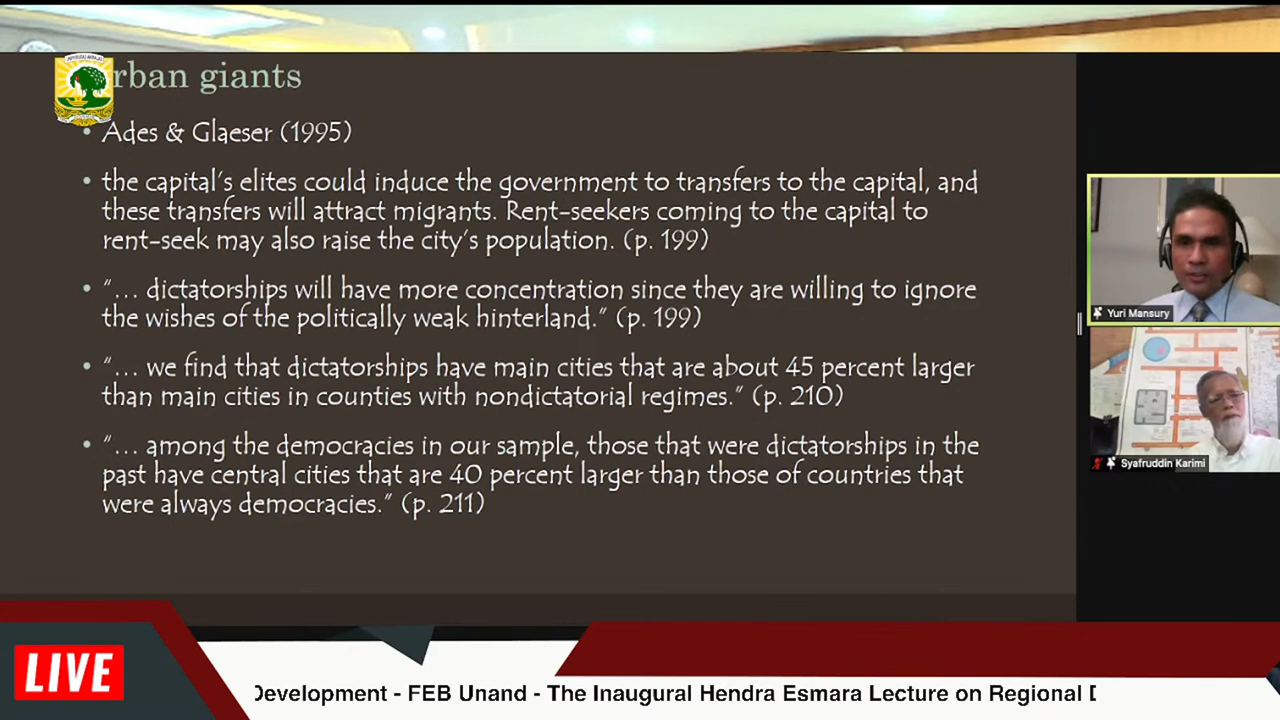 rban giants
• Ades & Glaeser (1995)
• the capital's elites could induce the government to transfers to the capital, and
these transfers will attract migrants. Rent-seekers coming to the capital to
rent-seek may also raise the city's population. (p. 199)
• "... dictatorships will have more concentration since they are willing to ignore
the wishes of the politically weak hinterland." (p. 199)
• "... we find that dictatorships have main cities that are about 45 percent larger
than main cities in counties with nondictatorial regimes." (p. 210)
• "... among the democracies in our sample, those that were dictatorships in the
past have central cities that are 40 percent larger than those of countries that
were always democracies." (p. 211)
Yuri Mansury
Syafruddin Karimi
LIVE
Development - FEB Unand - The Inaugural Hendra Esmara Lecture on Regional